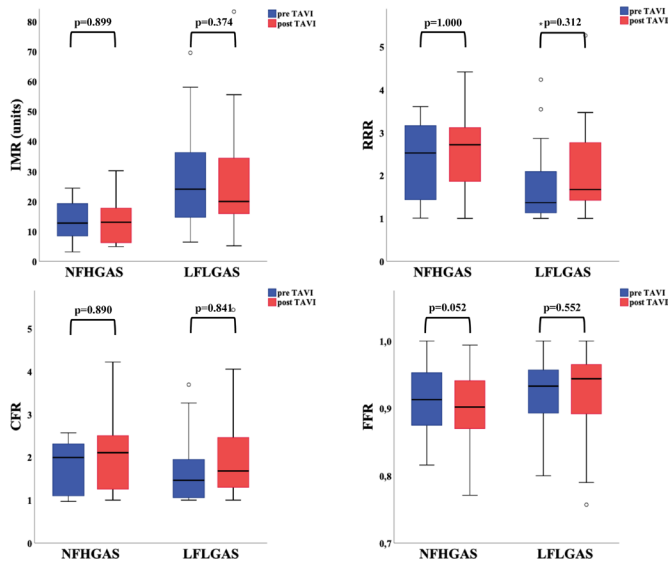 pre TAVI
post TAVI
p=0.899
p=0.374
80
70
60
50
40
30
20
10
0
IMR (units)
NFHGAS
LFLGAS
pre TAVI
post TAVI
p=1.000
p=0.312
5
4
3
2
1
0
RRR
NFHGAS
LFLGAS
pre TAVI
post TAVI
p=0.890
p=0.841
5
4
3
2
1
0
CFR
NFHGAS
LFLGAS
pre TAVI
post TAVI
p=0.052
p=0.552
1,0
0,9
0,8
0,7
FFR
NFHGAS
LFLGAS